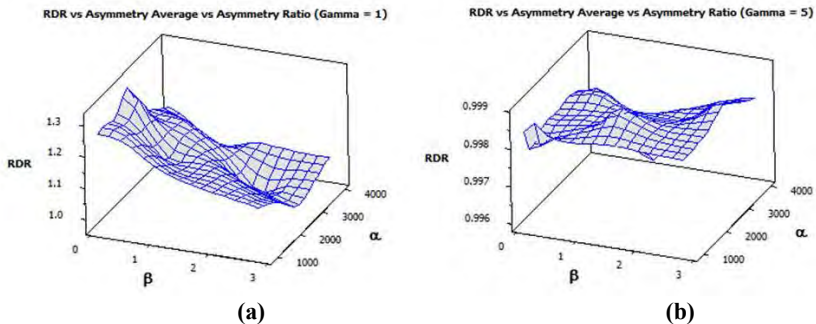 RDR vs Asymmetry Average vs Asymmetry Ratio (Gamma = 1)
1.3
1.2
1.1
1.0
RDR
0
1
2
3
β
1000
2000
3000
4000
α
(a)
RDR vs Asymmetry Average vs Asymmetry Ratio (Gamma = 5)
0.999
0.998
0.997
0.996
RDR
0
1
2
3
β
1000
2000
3000
4000
α
(b)